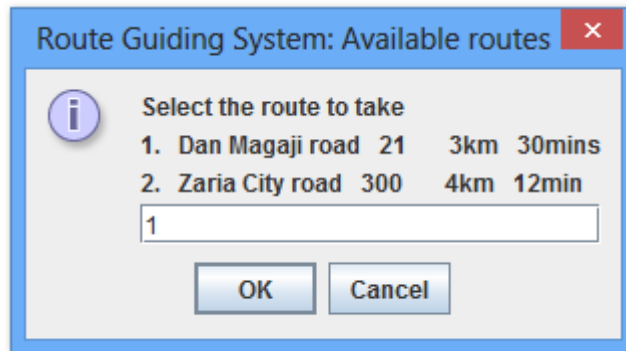 Route Guiding System: Available routes
Select the route to take
1. Dan Magaji road 21 3km 30mins
2. Zaria City road 300 4km 12min
1
OK Cancel